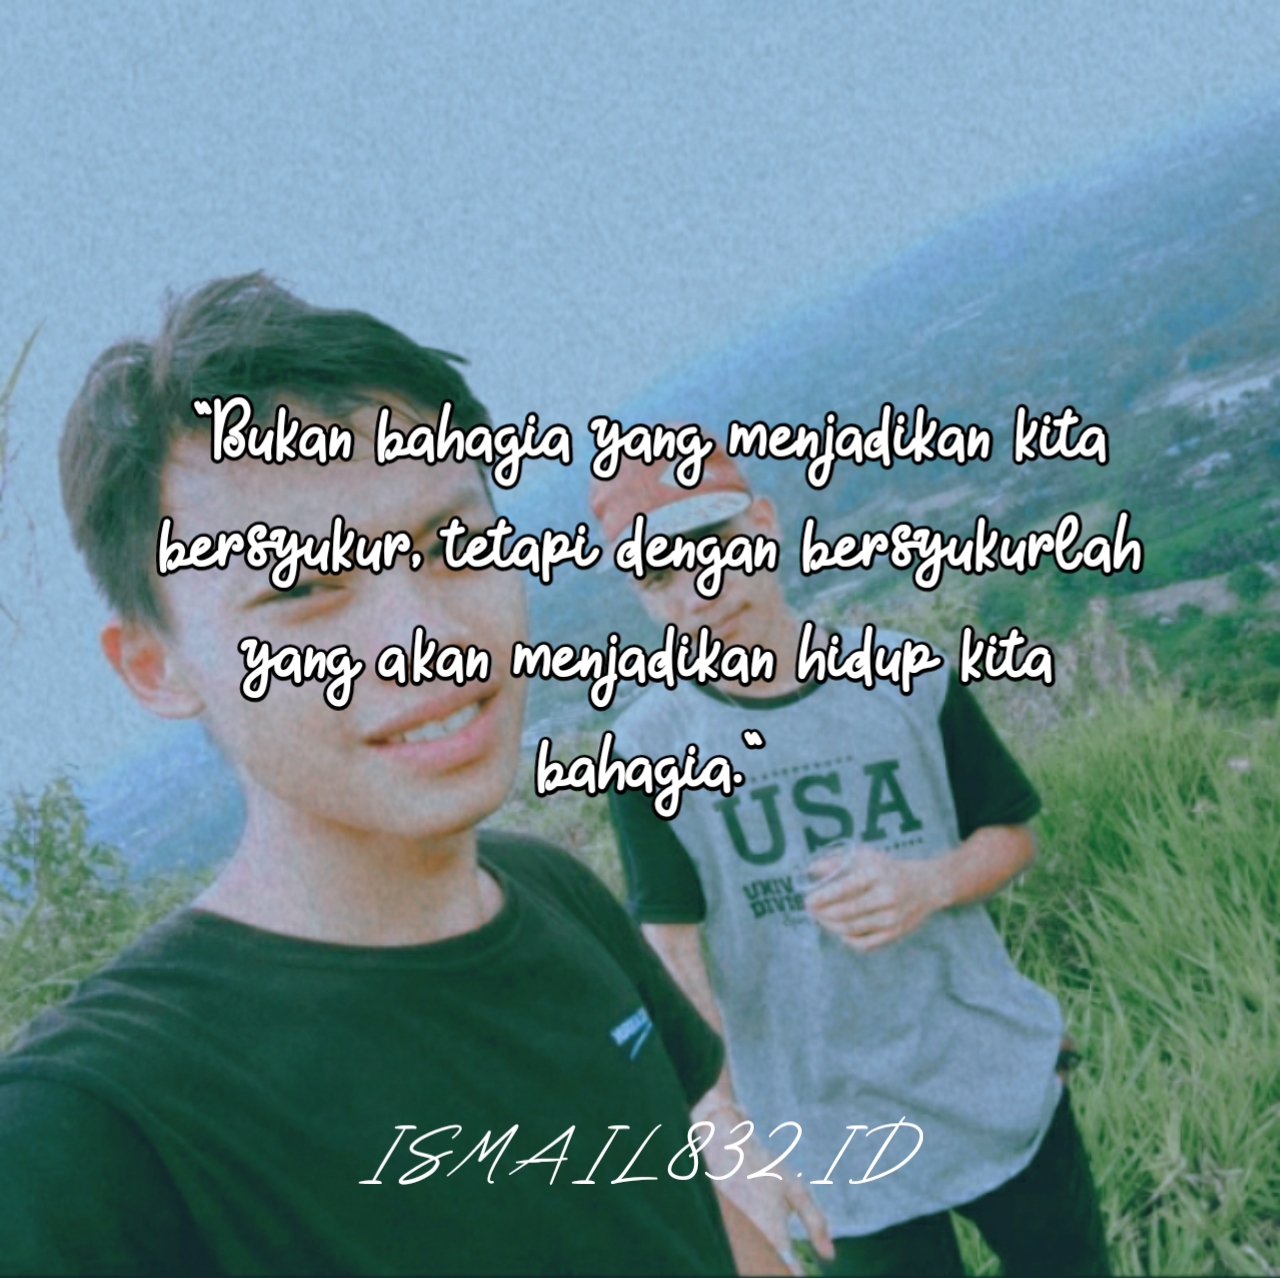 "Bukan bahagia yang menjadikan kita
bersyukur, tetapi dengan bersyukurlah
yang akan menjadikan hidup kita
bahagia."
USA
UNIV
DIVIS
ISMAIL832.ID